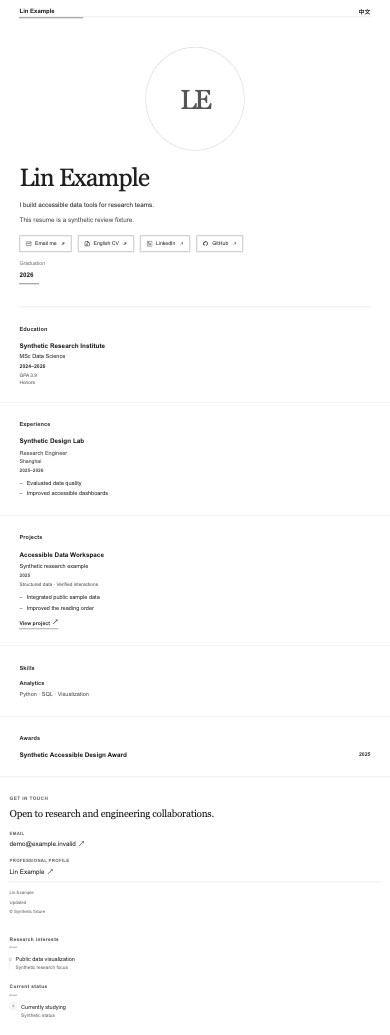 Lin Example
中文
LE
Lin Example
I build accessible data tools for research teams.
This resume is a synthetic review fixture.
Email me ↗ English CV ↗ LinkedIn ↗ GitHub ↗
Graduation
2026
Education
Synthetic Research Institute
MSc Data Science
2024–2026
GPA 3.9
Honors
Experience
Synthetic Design Lab
Research Engineer
Shanghai
2025–2026
– Evaluated data quality
– Improved accessible dashboards
Projects
Accessible Data Workspace
Synthetic research example
2025
Structured data · Verified interactions
– Integrated public sample data
– Improved the reading order
View project ↗
Skills
Analytics
Python · SQL · Visualization
Awards
Synthetic Accessible Design Award 2025
GET IN TOUCH
Open to research and engineering collaborations.
EMAIL
demo@example.invalid ↗
PROFESSIONAL PROFILE
Lin Example ↗
Lin Example
Updated
© Synthetic fixture
Research interests
Public data visualization
Synthetic research focus
Current status
Currently studying
Synthetic status